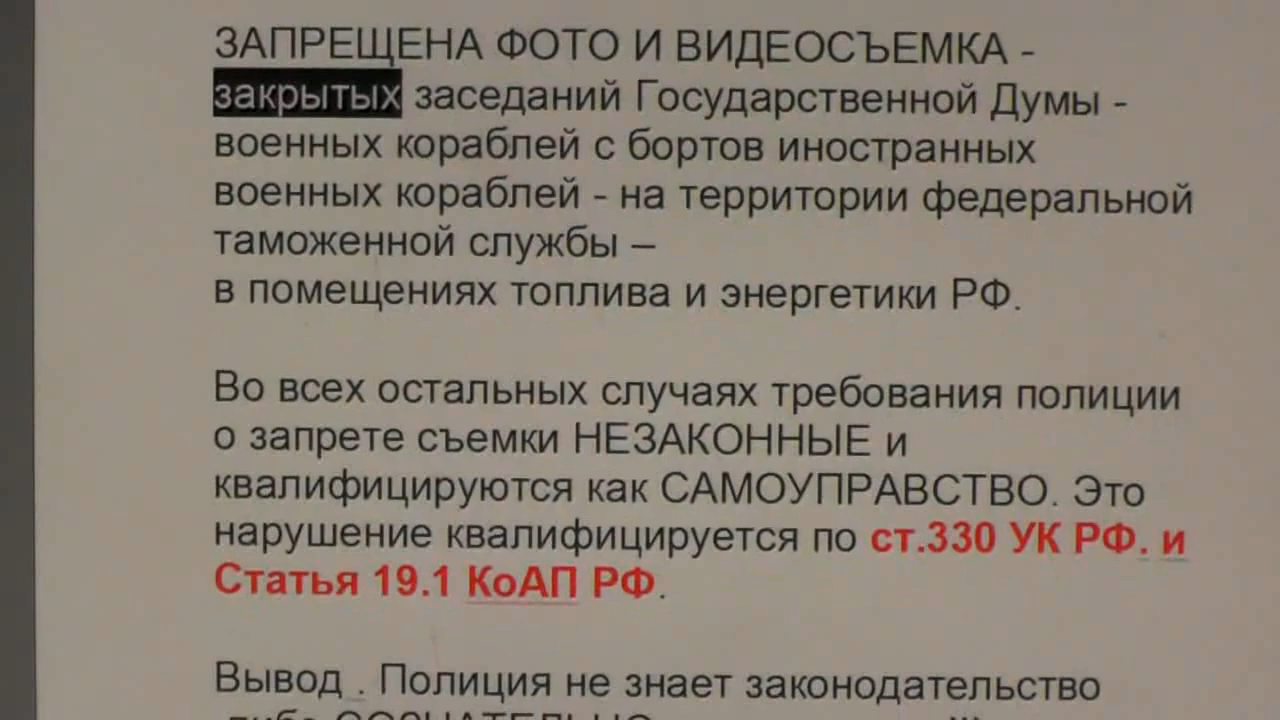 ЗАПРЕЩЕНА ФОТО И ВИДЕОСЪЕМКА -
закрытых заседаний Государственной Думы -
военных кораблей с бортов иностранных
военных кораблей - на территории федеральной
таможенной службы –
в помещениях топлива и энергетики РФ.
Во всех остальных случаях требования полиции
о запрете съемки НЕЗАКОННЫЕ и
квалифицируются как САМОУПРАВСТВО. Это
нарушение квалифицируется по ст.330 УК РФ. и
Статья 19.1 КоАП РФ.
Вывод . Полиция не знает законодательство
либо СОЗНАТЕЛЬНО